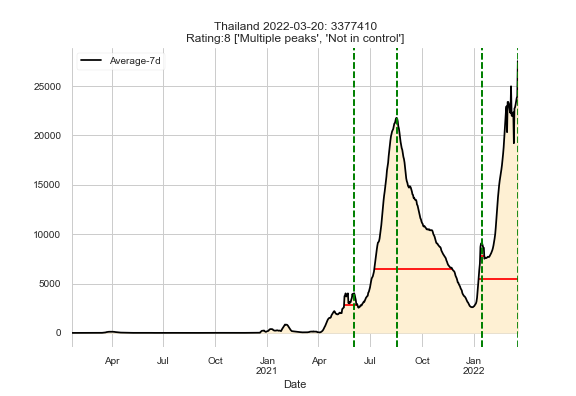 Thailand 2022-03-20: 3377410
Rating:8 ['Multiple peaks', 'Not in control']
Average-7d
25000
20000
15000
10000
5000
0
Apr Jul Oct Jan Apr Jul Oct Jan
2021 2022
Date